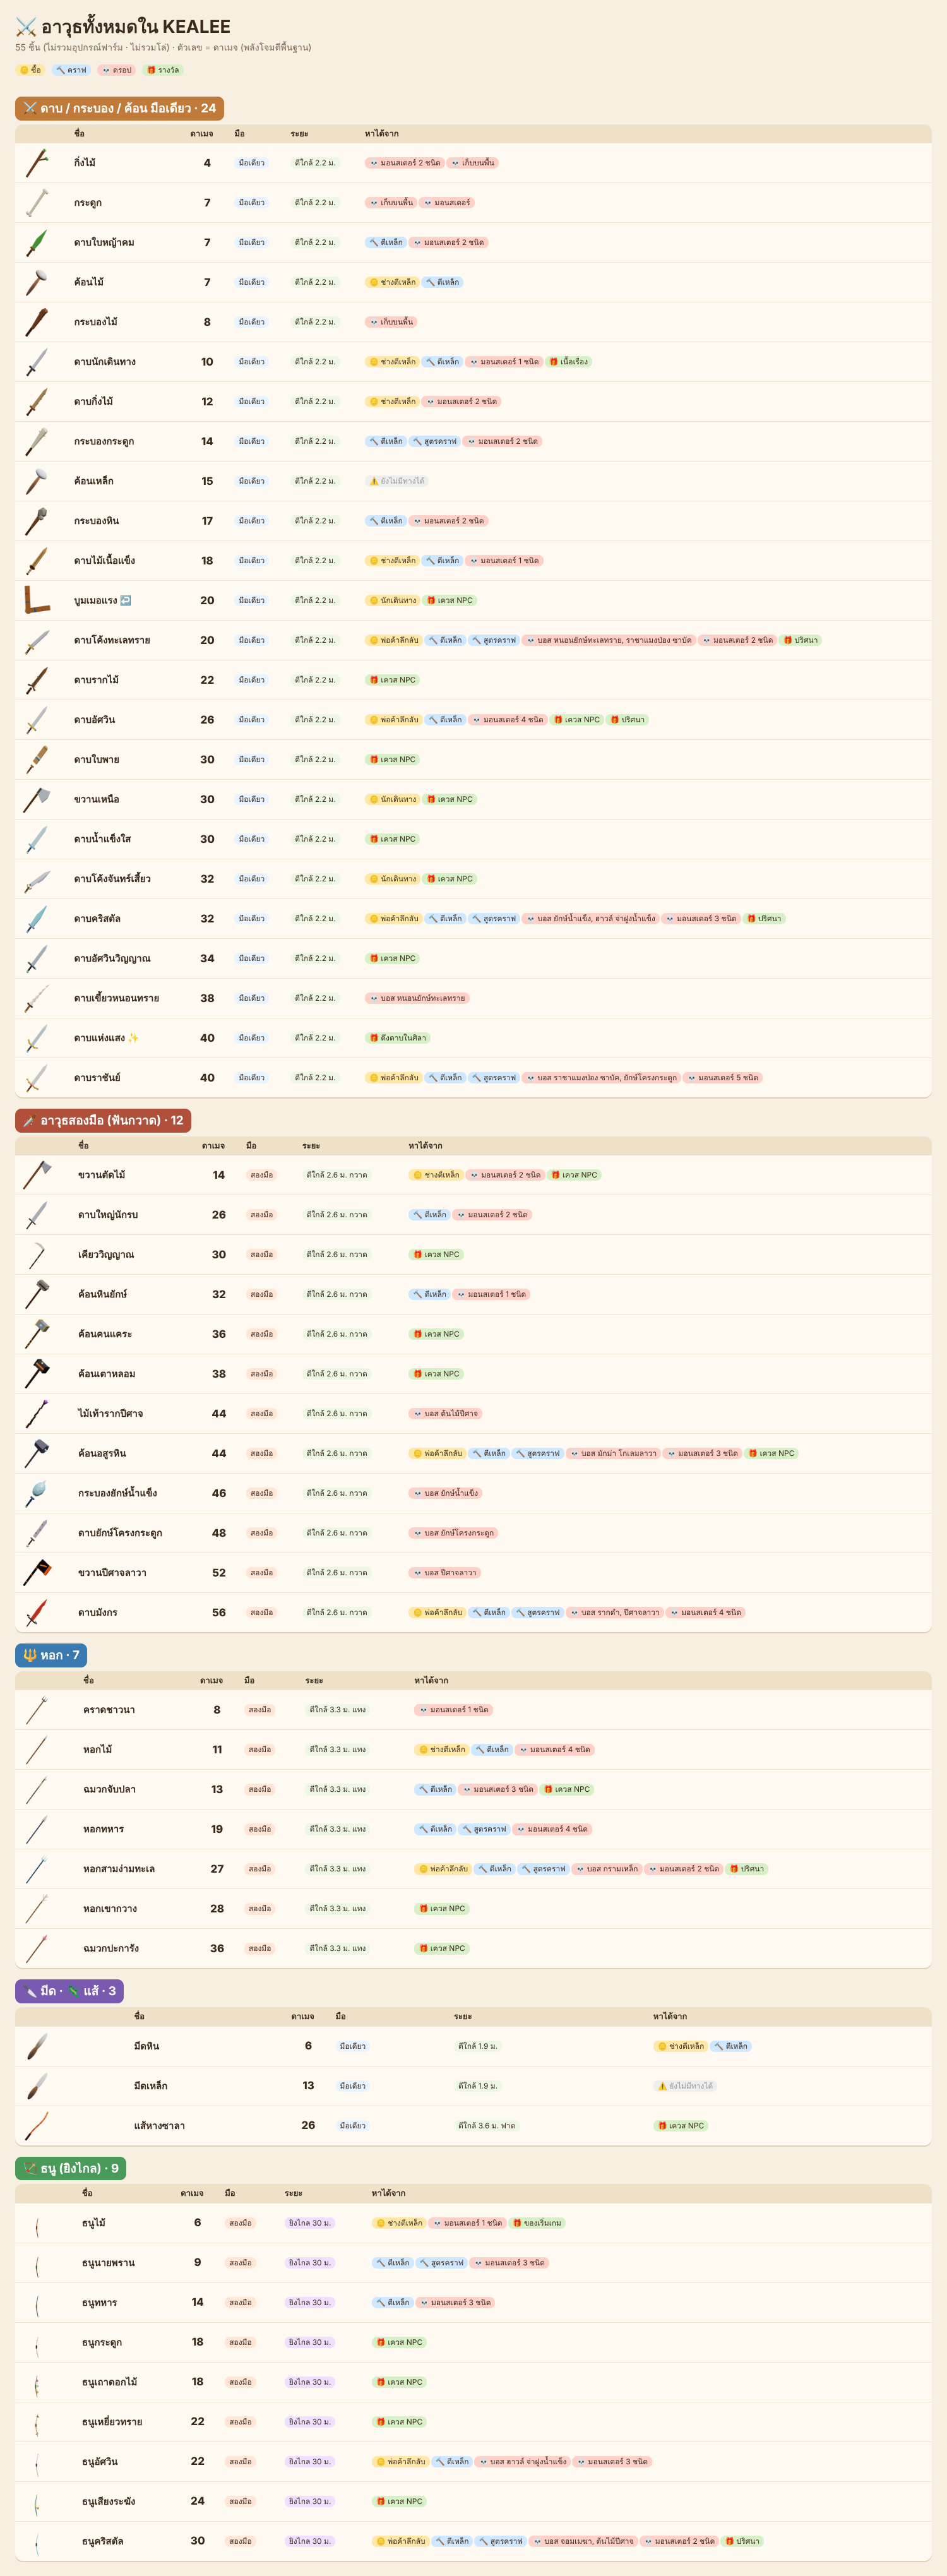 ⚔️ อาวุธทั้งหมดใน KEALEE
55 ชิ้น (ไม่รวมอุปกรณ์ฟาร์ม · ไม่รวมโล่) · ตัวเลข = ดาเมจ (พลังโจมตีพื้นฐาน)
🪙 ซื้อ 🔨 คราฟ 💀 ดรอป 🎁 รางวัล
⚔️ ดาบ / กระบอง / ค้อน มือเดียว · 24
ชื่อ ดาเมจ มือ ระยะ หาได้จาก
กิ่งไม้ 4 มือเดียว ตีใกล้ 2.2 ม. 💀 มอนสเตอร์ 2 ชนิด 💀 เก็บบนพื้น
กระดูก 7 มือเดียว ตีใกล้ 2.2 ม. 💀 เก็บบนพื้น 💀 มอนสเตอร์
ดาบใบหญ้าคม 7 มือเดียว ตีใกล้ 2.2 ม. 🔨 ตีเหล็ก 💀 มอนสเตอร์ 2 ชนิด
ค้อนไม้ 7 มือเดียว ตีใกล้ 2.2 ม. 🪙 ช่างตีเหล็ก 🔨 ตีเหล็ก
กระบองไม้ 8 มือเดียว ตีใกล้ 2.2 ม. 💀 เก็บบนพื้น
ดาบนักเดินทาง 10 มือเดียว ตีใกล้ 2.2 ม. 🪙 ช่างตีเหล็ก 🔨 ตีเหล็ก 💀 มอนสเตอร์ 1 ชนิด 🎁 เนื้อเรื่อง
ดาบกิ่งไม้ 12 มือเดียว ตีใกล้ 2.2 ม. 🪙 ช่างตีเหล็ก 💀 มอนสเตอร์ 2 ชนิด
กระบองกระดูก 14 มือเดียว ตีใกล้ 2.2 ม. 🔨 ตีเหล็ก 🔨 สูตรคราฟ 💀 มอนสเตอร์ 2 ชนิด
ค้อนเหล็ก 15 มือเดียว ตีใกล้ 2.2 ม. ⚠️ ยังไม่มีทางได้
กระบองหิน 17 มือเดียว ตีใกล้ 2.2 ม. 🔨 ตีเหล็ก 💀 มอนสเตอร์ 2 ชนิด
ดาบไม้เนื้อแข็ง 18 มือเดียว ตีใกล้ 2.2 ม. 🪙 ช่างตีเหล็ก 🔨 ตีเหล็ก 💀 มอนสเตอร์ 1 ชนิด
บูมเมอแรง ↩️ 20 มือเดียว ตีใกล้ 2.2 ม. 🪙 นักเดินทาง 🎁 เควส NPC
ดาบโค้งทะเลทราย 20 มือเดียว ตีใกล้ 2.2 ม. 🪙 พ่อค้าลึกลับ 🔨 ตีเหล็ก 🔨 สูตรคราฟ 💀 บอส หนอนยักษ์ทะเลทราย, ราชาแมงป่อง ซาบัค 💀 มอนสเตอร์ 2 ชนิด 🎁 ปริศนา
ดาบรากไม้ 22 มือเดียว ตีใกล้ 2.2 ม. 🎁 เควส NPC
ดาบอัศวิน 26 มือเดียว ตีใกล้ 2.2 ม. 🪙 พ่อค้าลึกลับ 🔨 ตีเหล็ก 💀 มอนสเตอร์ 4 ชนิด 🎁 เควส NPC 🎁 ปริศนา
ดาบใบพาย 30 มือเดียว ตีใกล้ 2.2 ม. 🎁 เควส NPC
ขวานเหนือ 30 มือเดียว ตีใกล้ 2.2 ม. 🪙 นักเดินทาง 🎁 เควส NPC
ดาบน้ำแข็งใส 30 มือเดียว ตีใกล้ 2.2 ม. 🎁 เควส NPC
ดาบโค้งจันทร์เสี้ยว 32 มือเดียว ตีใกล้ 2.2 ม. 🪙 นักเดินทาง 🎁 เควส NPC
ดาบคริสตัล 32 มือเดียว ตีใกล้ 2.2 ม. 🪙 พ่อค้าลึกลับ 🔨 ตีเหล็ก 🔨 สูตรคราฟ 💀 บอส ยักษ์น้ำแข็ง, ฮาวล์ จ่าฝูงน้ำแข็ง 💀 มอนสเตอร์ 3 ชนิด 🎁 ปริศนา
ดาบอัศวินวิญญาณ 34 มือเดียว ตีใกล้ 2.2 ม. 🎁 เควส NPC
ดาบเขี้ยวหนอนทราย 38 มือเดียว ตีใกล้ 2.2 ม. 💀 บอส หนอนยักษ์ทะเลทราย
ดาบแห่งแสง ✨ 40 มือเดียว ตีใกล้ 2.2 ม. 🎁 ดึงดาบในศิลา
ดาบราชันย์ 40 มือเดียว ตีใกล้ 2.2 ม. 🪙 พ่อค้าลึกลับ 🔨 ตีเหล็ก 🔨 สูตรคราฟ 💀 บอส ราชาแมงป่อง ซาบัค, ยักษ์โครงกระดูก 💀 มอนสเตอร์ 5 ชนิด
🪓 อาวุธสองมือ (ฟันกวาด) · 12
ชื่อ ดาเมจ มือ ระยะ หาได้จาก
ขวานตัดไม้ 14 สองมือ ตีใกล้ 2.6 ม. กวาด 🪙 ช่างตีเหล็ก 💀 มอนสเตอร์ 2 ชนิด 🎁 เควส NPC
ดาบใหญ่นักรบ 26 สองมือ ตีใกล้ 2.6 ม. กวาด 🔨 ตีเหล็ก 💀 มอนสเตอร์ 2 ชนิด
เคียววิญญาณ 30 สองมือ ตีใกล้ 2.6 ม. กวาด 🎁 เควส NPC
ค้อนหินยักษ์ 32 สองมือ ตีใกล้ 2.6 ม. กวาด 🔨 ตีเหล็ก 💀 มอนสเตอร์ 1 ชนิด
ค้อนคนแคระ 36 สองมือ ตีใกล้ 2.6 ม. กวาด 🎁 เควส NPC
ค้อนเตาหลอม 38 สองมือ ตีใกล้ 2.6 ม. กวาด 🎁 เควส NPC
ไม้เท้ารากปีศาจ 44 สองมือ ตีใกล้ 2.6 ม. กวาด 💀 บอส ต้นไม้ปีศาจ
ค้อนอสูรหิน 44 สองมือ ตีใกล้ 2.6 ม. กวาด 🪙 พ่อค้าลึกลับ 🔨 ตีเหล็ก 🔨 สูตรคราฟ 💀 บอส มักม่า โกเลมลาวา 💀 มอนสเตอร์ 3 ชนิด 🎁 เควส NPC
กระบองยักษ์น้ำแข็ง 46 สองมือ ตีใกล้ 2.6 ม. กวาด 💀 บอส ยักษ์น้ำแข็ง
ดาบยักษ์โครงกระดูก 48 สองมือ ตีใกล้ 2.6 ม. กวาด 💀 บอส ยักษ์โครงกระดูก
ขวานปีศาจลาวา 52 สองมือ ตีใกล้ 2.6 ม. กวาด 💀 บอส ปีศาจลาวา
ดาบมังกร 56 สองมือ ตีใกล้ 2.6 ม. กวาด 🪙 พ่อค้าลึกลับ 🔨 ตีเหล็ก 🔨 สูตรคราฟ 💀 บอส รากดำ, ปีศาจลาวา 💀 มอนสเตอร์ 4 ชนิด
🔱 หอก · 7
ชื่อ ดาเมจ มือ ระยะ หาได้จาก
คราดชาวนา 8 สองมือ ตีใกล้ 3.3 ม. แทง 💀 มอนสเตอร์ 1 ชนิด
หอกไม้ 11 สองมือ ตีใกล้ 3.3 ม. แทง 🪙 ช่างตีเหล็ก 🔨 ตีเหล็ก 💀 มอนสเตอร์ 4 ชนิด
ฉมวกจับปลา 13 สองมือ ตีใกล้ 3.3 ม. แทง 🔨 ตีเหล็ก 💀 มอนสเตอร์ 3 ชนิด 🎁 เควส NPC
หอกทหาร 19 สองมือ ตีใกล้ 3.3 ม. แทง 🔨 ตีเหล็ก 🔨 สูตรคราฟ 💀 มอนสเตอร์ 4 ชนิด
หอกสามง่ามทะเล 27 สองมือ ตีใกล้ 3.3 ม. แทง 🪙 พ่อค้าลึกลับ 🔨 ตีเหล็ก 🔨 สูตรคราฟ 💀 บอส กรามเหล็ก 💀 มอนสเตอร์ 2 ชนิด 🎁 ปริศนา
หอกเขากวาง 28 สองมือ ตีใกล้ 3.3 ม. แทง 🎁 เควส NPC
ฉมวกปะการัง 36 สองมือ ตีใกล้ 3.3 ม. แทง 🎁 เควส NPC
🔪 มีด · 🦎 แส้ · 3
ชื่อ ดาเมจ มือ ระยะ หาได้จาก
มีดหิน 6 มือเดียว ตีใกล้ 1.9 ม. 🪙 ช่างตีเหล็ก 🔨 ตีเหล็ก
มีดเหล็ก 13 มือเดียว ตีใกล้ 1.9 ม. ⚠️ ยังไม่มีทางได้
แส้หางซาลา 26 มือเดียว ตีใกล้ 3.6 ม. ฟาด 🎁 เควส NPC
🏹 ธนู (ยิงไกล) · 9
ชื่อ ดาเมจ มือ ระยะ หาได้จาก
ธนูไม้ 6 สองมือ ยิงไกล 30 ม. 🪙 ช่างตีเหล็ก 💀 มอนสเตอร์ 1 ชนิด 🎁 ของเริ่มเกม
ธนูนายพราน 9 สองมือ ยิงไกล 30 ม. 🔨 ตีเหล็ก 🔨 สูตรคราฟ 💀 มอนสเตอร์ 3 ชนิด
ธนูทหาร 14 สองมือ ยิงไกล 30 ม. 🔨 ตีเหล็ก 💀 มอนสเตอร์ 3 ชนิด
ธนูกระดูก 18 สองมือ ยิงไกล 30 ม. 🎁 เควส NPC
ธนูเถาดอกไม้ 18 สองมือ ยิงไกล 30 ม. 🎁 เควส NPC
ธนูเหยี่ยวทราย 22 สองมือ ยิงไกล 30 ม. 🎁 เควส NPC
ธนูอัศวิน 22 สองมือ ยิงไกล 30 ม. 🪙 พ่อค้าลึกลับ 🔨 ตีเหล็ก 💀 บอส ฮาวล์ จ่าฝูงน้ำแข็ง 💀 มอนสเตอร์ 3 ชนิด
ธนูเสียงระฆัง 24 สองมือ ยิงไกล 30 ม. 🎁 เควส NPC
ธนูคริสตัล 30 สองมือ ยิงไกล 30 ม. 🪙 พ่อค้าลึกลับ 🔨 ตีเหล็ก 🔨 สูตรคราฟ 💀 บอส จอมเมฆา, ต้นไม้ปีศาจ 💀 มอนสเตอร์ 2 ชนิด 🎁 ปริศนา